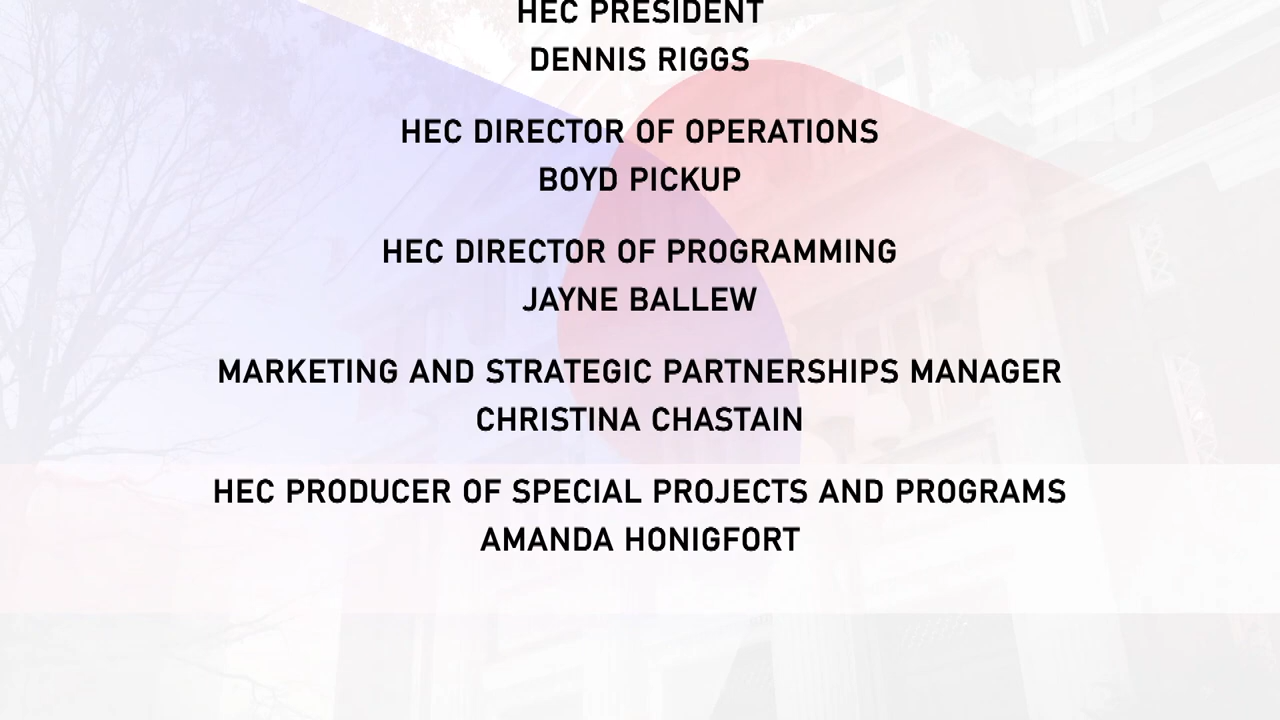 HEC PRESIDENT
DENNIS RIGGS
HEC DIRECTOR OF OPERATIONS
BOYD PICKUP
HEC DIRECTOR OF PROGRAMMING
JAYNE BALLEW
MARKETING AND STRATEGIC PARTNERSHIPS MANAGER
CHRISTINA CHASTAIN
HEC PRODUCER OF SPECIAL PROJECTS AND PROGRAMS
AMANDA HONIGFORT